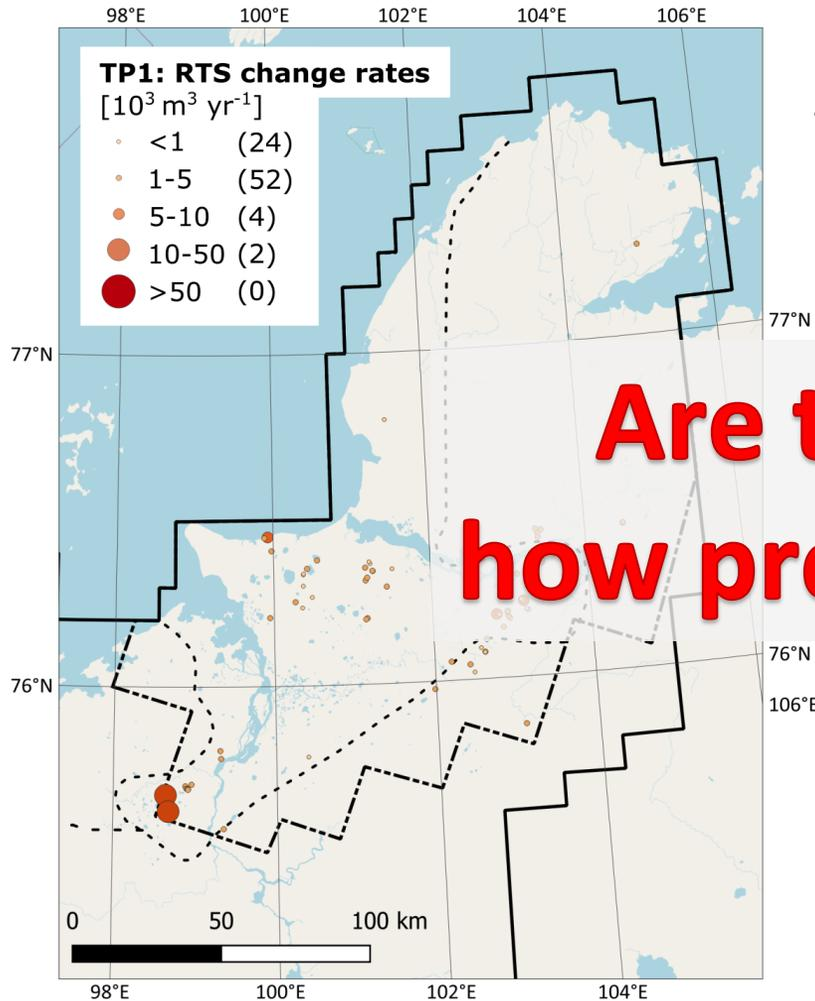 98°E 100°E 102°E 104°E 106°E
TP1: RTS change rates
[10³ m³ yr⁻¹]
<1 (24)
1-5 (52)
5-10 (4)
10-50 (2)
>50 (0)
77°N 77°N
Are t
how pro
76°N 76°N
106°E
0 50 100 km
98°E 100°E 102°E 104°E